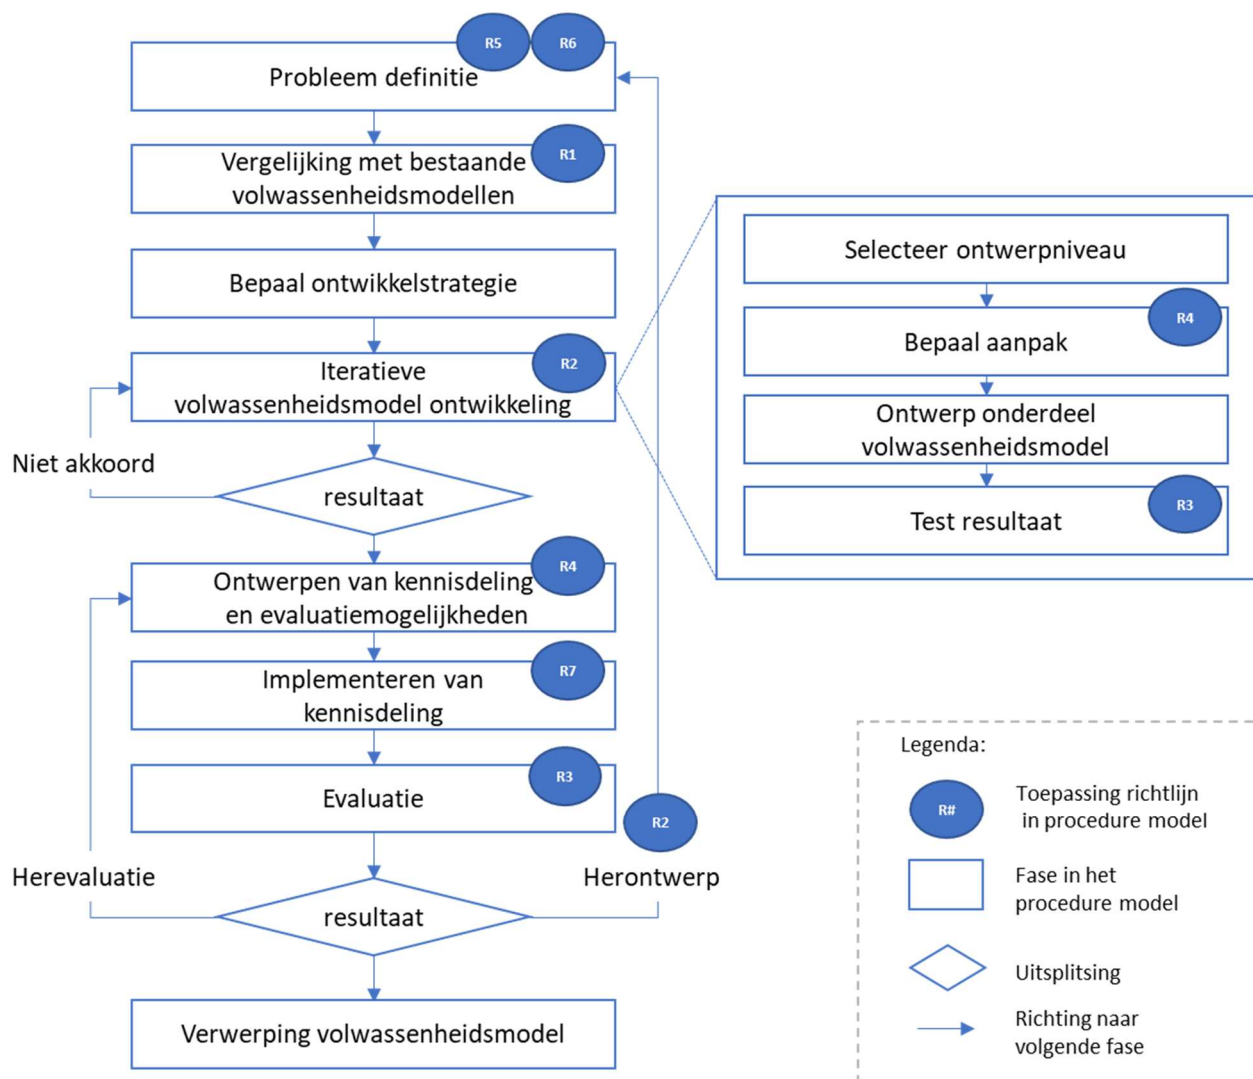 R5
R6
Probleem definitie
R1
Vergelijking met bestaande
volwassenheidsmodellen
Bepaal ontwikkelstrategie
R2
Iteratieve
volwassenheidsmodel ontwikkeling
Niet akkoord
resultaat
R4
Ontwerpen van kennisdeling
en evaluatiemogelijkheden
R7
Implementeren van
kennisdeling
R3
Evaluatie
R2
Herevaluatie
Herontwerp
resultaat
Verwerping volwassenheidsmodel
Selecteer ontwerpniveau
R4
Bepaal aanpak
Ontwerp onderdeel
volwassenheidsmodel
R3
Test resultaat
Legenda:
R#
Toepassing richtlijn
in procedure model
Fase in het
procedure model
Uitsplitsing
Richting naar
volgende fase